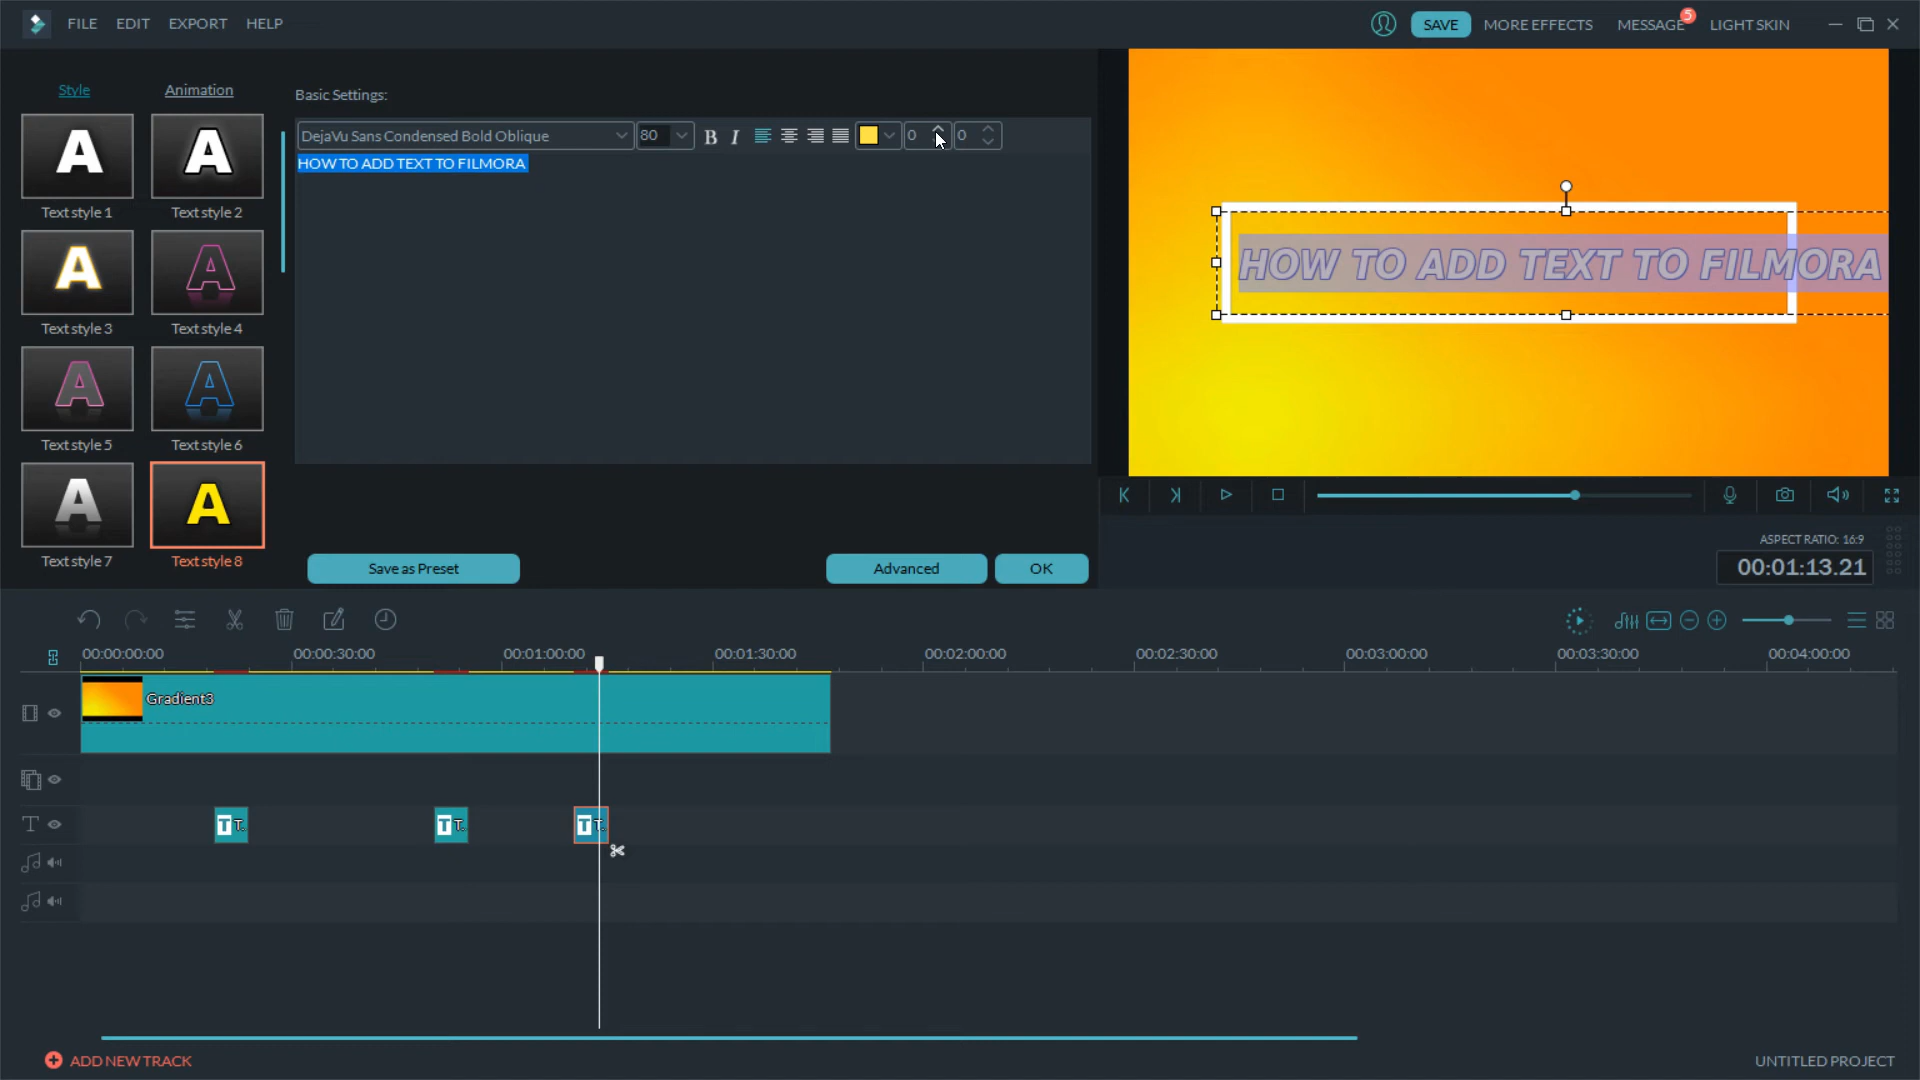 FILE EDIT EXPORT HELP
SAVE MORE EFFECTS MESSAGE 5 LIGHT SKIN
Style Animation
Basic Settings:
DejaVu Sans Condensed Bold Oblique 80 B I 0 0
HOW TO ADD TEXT TO FILMORA
A A
Text style 1 Text style 2
A A
Text style 3 Text style 4
A A
Text style 5 Text style 6
A A
Text style 7 Text style 8
HOW TO ADD TEXT TO FILMORA
Save as Preset Advanced OK
ASPECT RATIO: 16:9
00:01:13.21
00:00:00:00 00:00:30:00 00:01:00:00 00:01:30:00 00:02:00:00 00:02:30:00 00:03:00:00 00:03:30:00 00:04:00:00
Gradient3
T T T. T T. T T.
ADD NEW TRACK
UNTITLED PROJECT